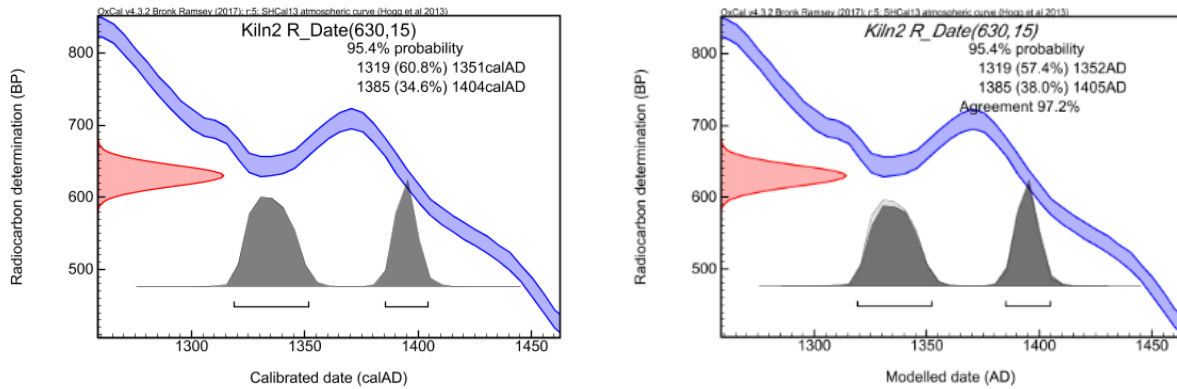 OxCal v4.3.2 Bronk Ramsey (2017); r:5; SHCal13 atmospheric curve (Hogg et al 2013)
Kiln2 R_Date(630,15)
95.4% probability
1319 (60.8%) 1351calAD
1385 (34.6%) 1404calAD
Radiocarbon determination (BP)
800
700
600
500
1300
1350
1400
1450
Calibrated date (calAD)
OxCal v4.3.2 Bronk Ramsey (2017); r:5; SHCal13 atmospheric curve (Hogg et al 2013)
Kiln2 R_Date(630,15)
95.4% probability
1319 (57.4%) 1352AD
1385 (38.0%) 1405AD
Agreement 97.2%
Radiocarbon determination (BP)
800
700
600
500
1300
1350
1400
1450
Modelled date (AD)